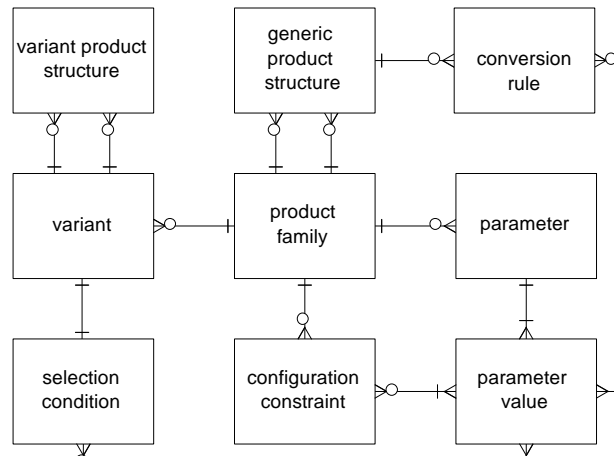 variant product
structure
generic
product
structure
conversion
rule
variant
product
family
parameter
selection
condition
configuration
constraint
parameter
value